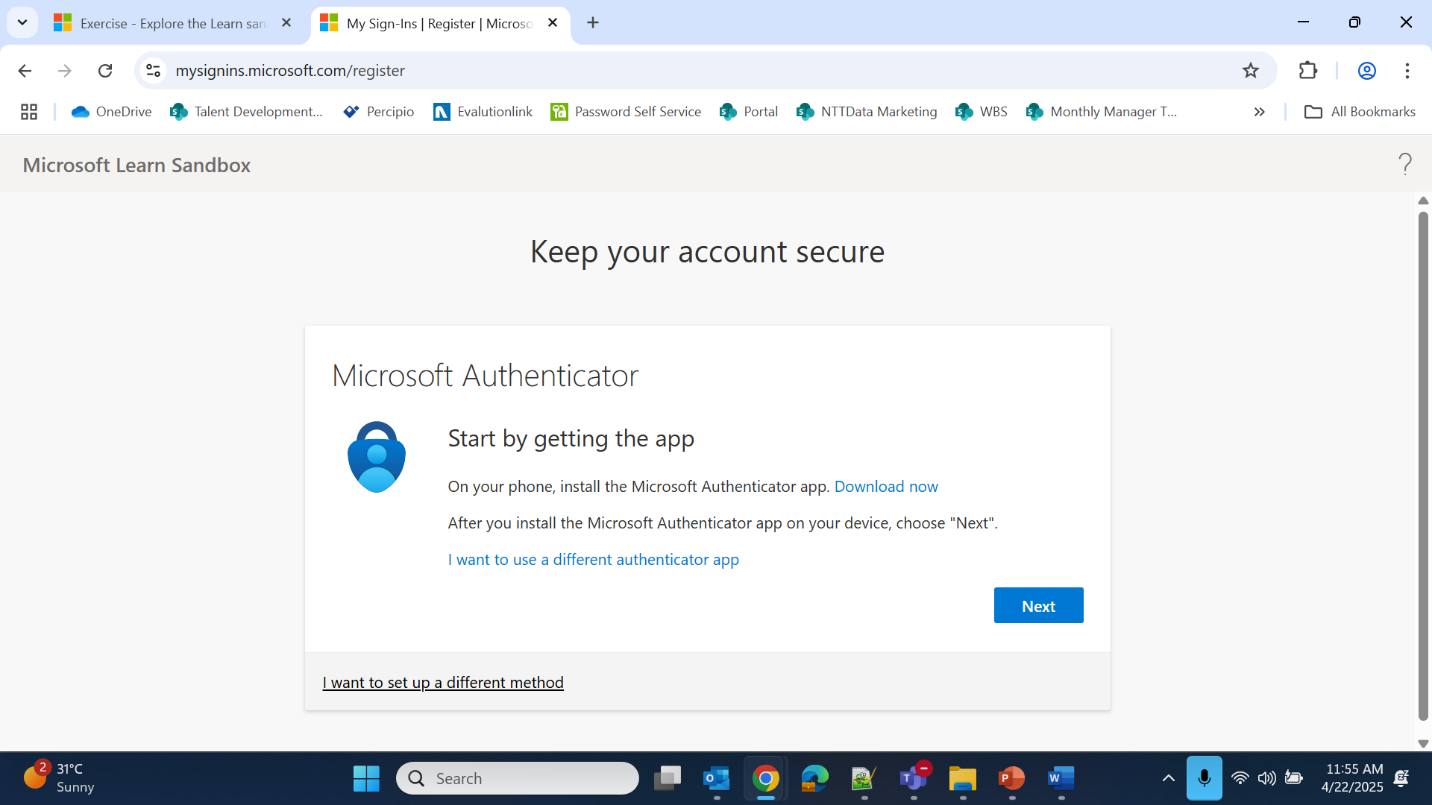 Exercise - Explore the Learn san
My Sign-Ins | Register | Microso
mysignins.microsoft.com/register
OneDrive
Talent Development...
Percipio
Evalutionlink
Password Self Service
Portal
NTTData Marketing
WBS
Monthly Manager T...
All Bookmarks
Microsoft Learn Sandbox
Keep your account secure
Microsoft Authenticator
Start by getting the app
On your phone, install the Microsoft Authenticator app. Download now
After you install the Microsoft Authenticator app on your device, choose "Next".
I want to use a different authenticator app
Next
I want to set up a different method
2
31°C
Sunny
Search
11:55 AM
4/22/2025